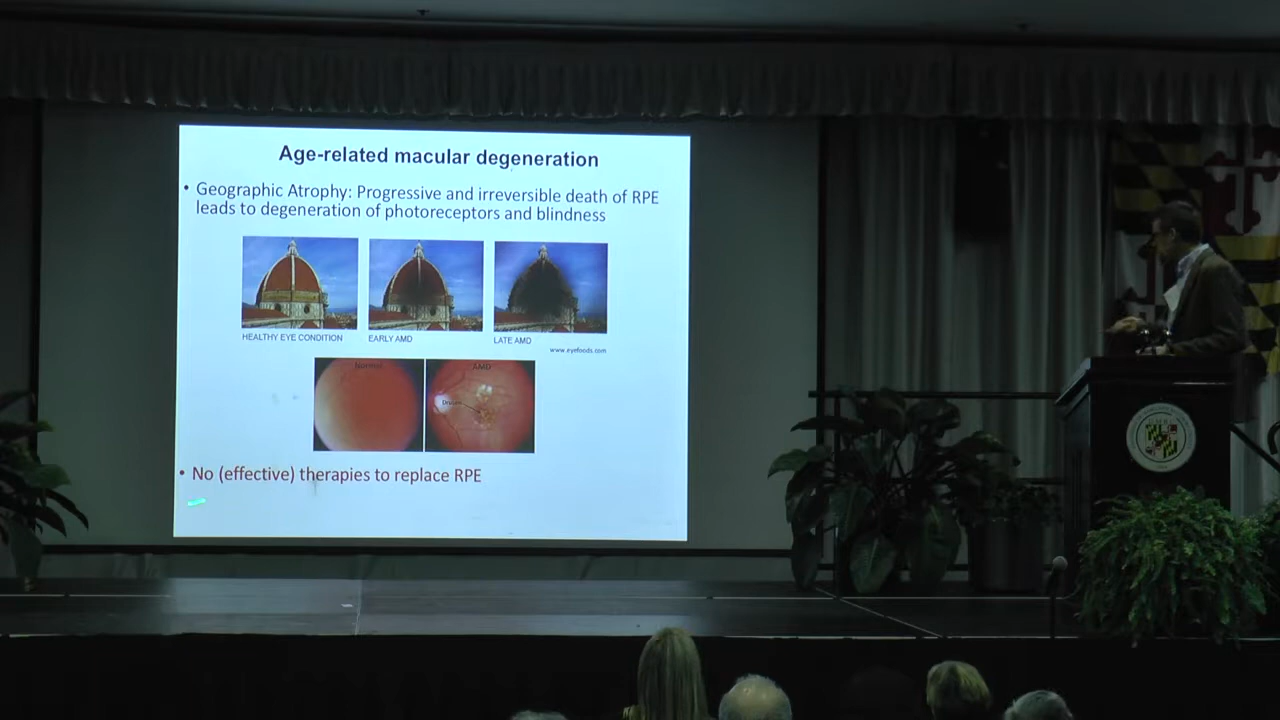 Age-related macular degeneration
• Geographic Atrophy: Progressive and irreversible death of RPE
leads to degeneration of photoreceptors and blindness
HEALTHY EYE CONDITION
EARLY AMD
LATE AMD
www.eyefoods.com
Normal
AMD
Drusen
• No (effective) therapies to replace RPE